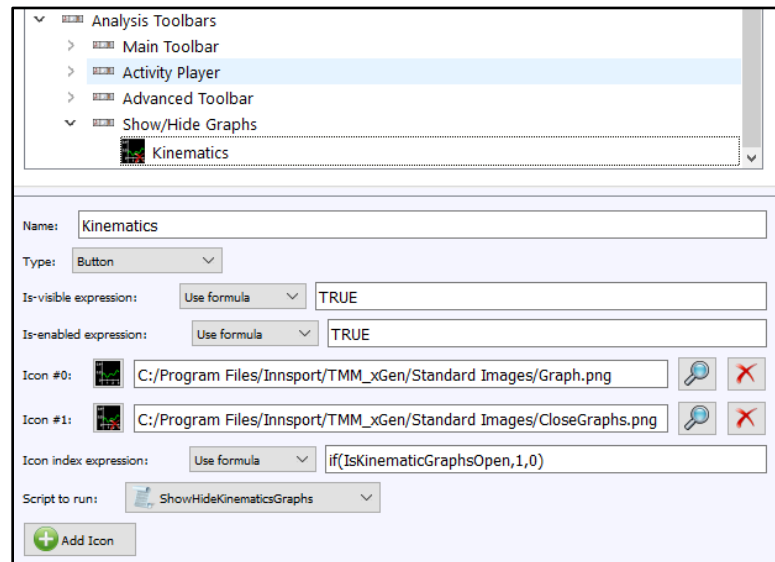 Analysis Toolbars
Main Toolbar
Activity Player
Advanced Toolbar
Show/Hide Graphs
Kinematics
Name: Kinematics
Type: Button
Is-visible expression: Use formula TRUE
Is-enabled expression: Use formula TRUE
Icon #0: C:/Program Files/Innsport/TMM_xGen/Standard Images/Graph.png
Icon #1: C:/Program Files/Innsport/TMM_xGen/Standard Images/CloseGraphs.png
Icon index expression: Use formula if(IsKinematicGraphsOpen,1,0)
Script to run: ShowHideKinematicsGraphs
Add Icon